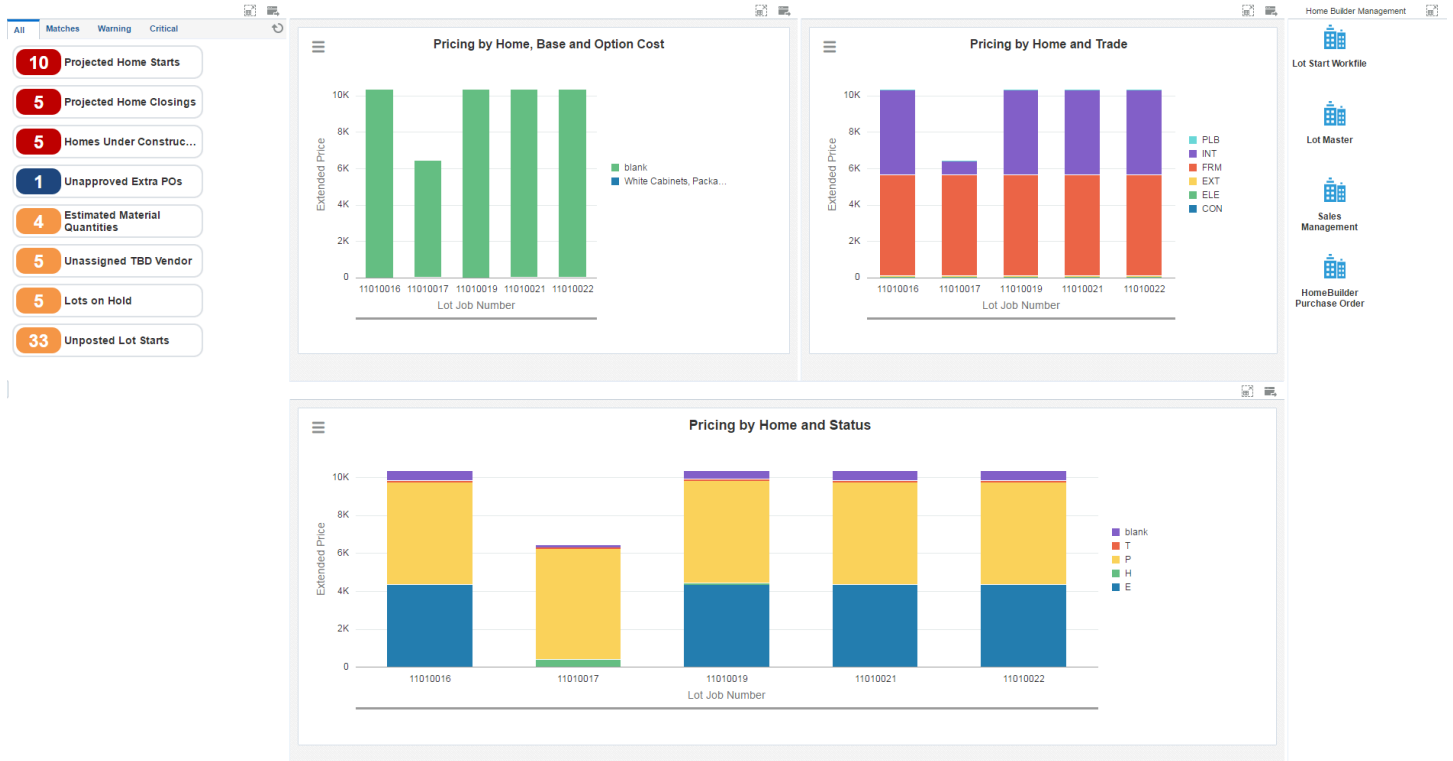 All
Matches
Warning
Critical
10 Projected Home Starts
5 Projected Home Closings
5 Homes Under Construc...
1 Unapproved Extra POs
4 Estimated Material
Quantities
5 Unassigned TBD Vendor
5 Lots on Hold
33 Unposted Lot Starts
Pricing by Home, Base and Option Cost
Extended Price
10K
8K
6K
4K
2K
0
11010016 11010017 11010019 11010021 11010022
Lot Job Number
blank
White Cabinets, Packa...
Pricing by Home and Trade
Extended Price
10K
8K
6K
4K
2K
0
11010016 11010017 11010019 11010021 11010022
Lot Job Number
PLB
INT
FRM
EXT
ELE
CON
Pricing by Home and Status
Extended Price
10K
8K
6K
4K
2K
0
11010016 11010017 11010019 11010021 11010022
Lot Job Number
blank
T
P
H
E
Home Builder Management
Lot Start Workfile
Lot Master
Sales
Management
HomeBuilder
Purchase Order